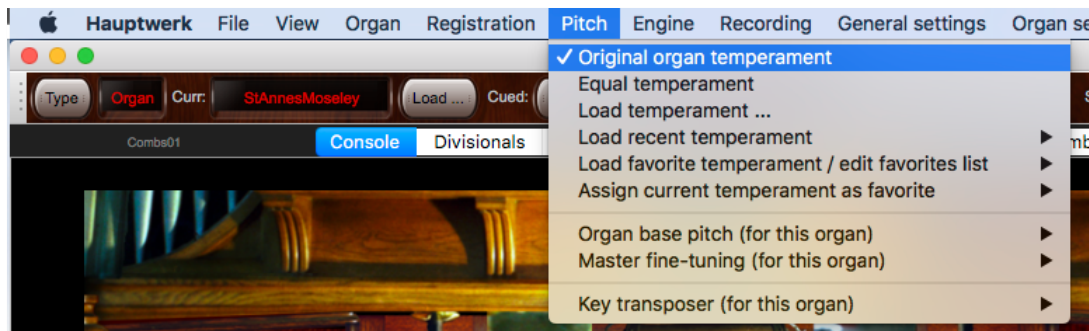 Hauptwerk File View Organ Registration Pitch Engine Recording General settings Organ se
✓ Original organ temperament
Equal temperament
Type Organ Curr: StAnnesMoseley Load ... Cued:
Load temperament ...
Combs01 Console Divisionals
Load recent temperament
Load favorite temperament / edit favorites list
Assign current temperament as favorite
Organ base pitch (for this organ)
Master fine-tuning (for this organ)
Key transposer (for this organ)